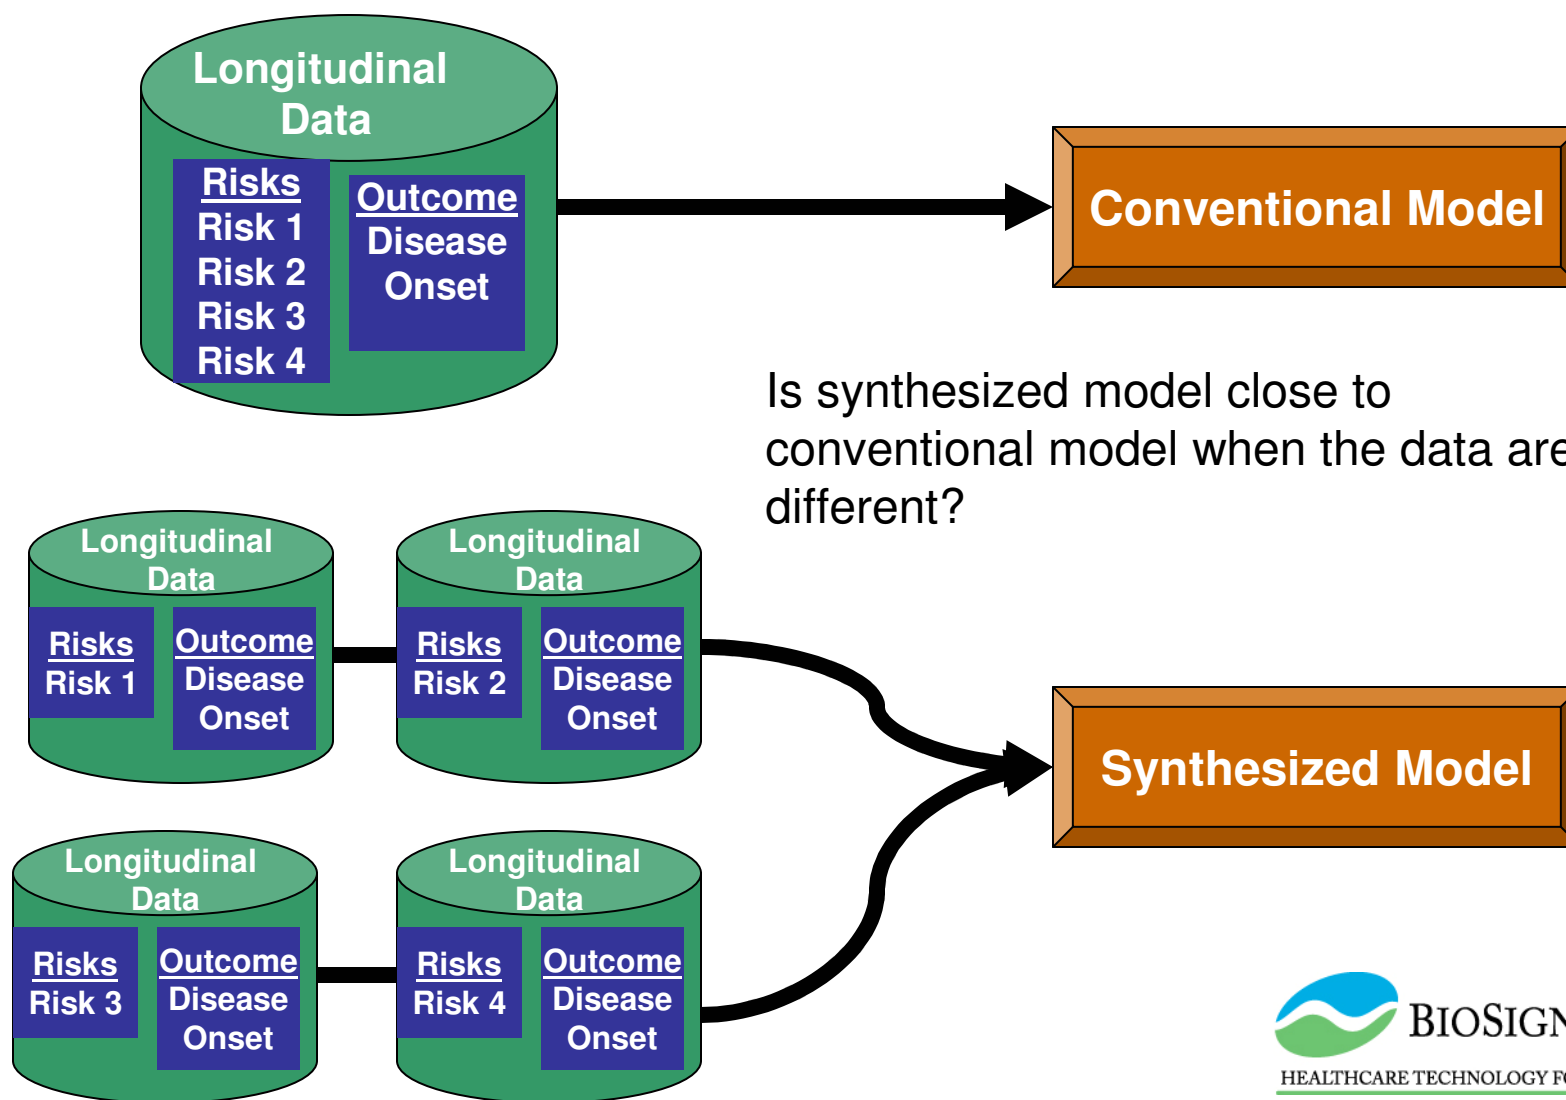 Longitudinal
Data
Risks
Risk 1
Risk 2
Risk 3
Risk 4
Outcome
Disease
Onset
Conventional Model
Is synthesized model close to
conventional model when the data are
different?
Longitudinal
Data
Risks
Risk 1
Outcome
Disease
Onset
Longitudinal
Data
Risks
Risk 2
Outcome
Disease
Onset
Synthesized Model
Longitudinal
Data
Risks
Risk 3
Outcome
Disease
Onset
Longitudinal
Data
Risks
Risk 4
Outcome
Disease
Onset
BIOSIGN
HEALTHCARE TECHNOLOGY FO